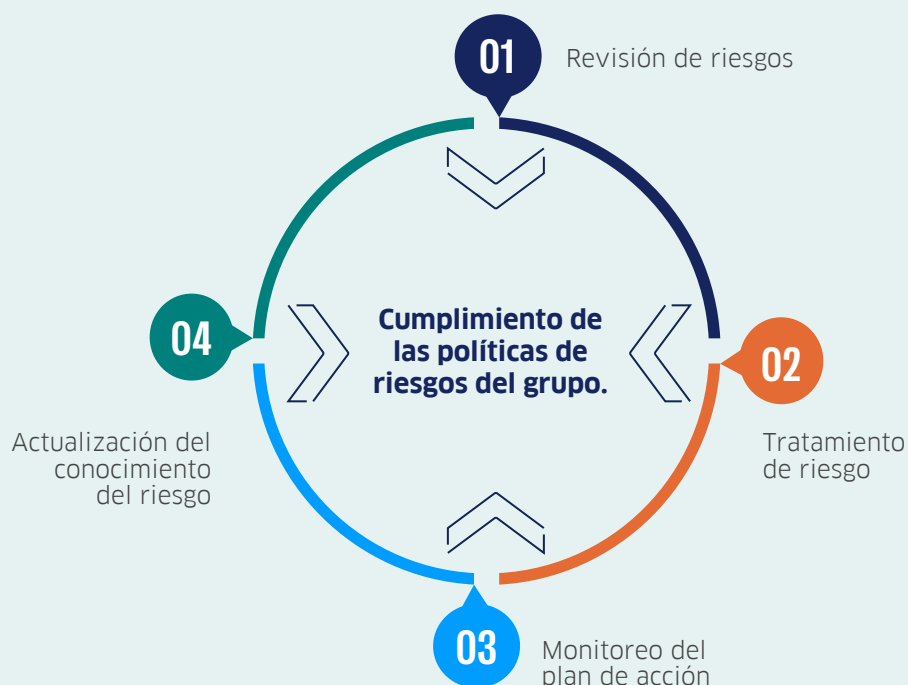 01
Revisión de riesgos
Cumplimiento de
las políticas de
riesgos del grupo.
04
02
Actualización del
conocimiento
del riesgo
Tratamiento
de riesgo
03
Monitoreo del
plan de acción